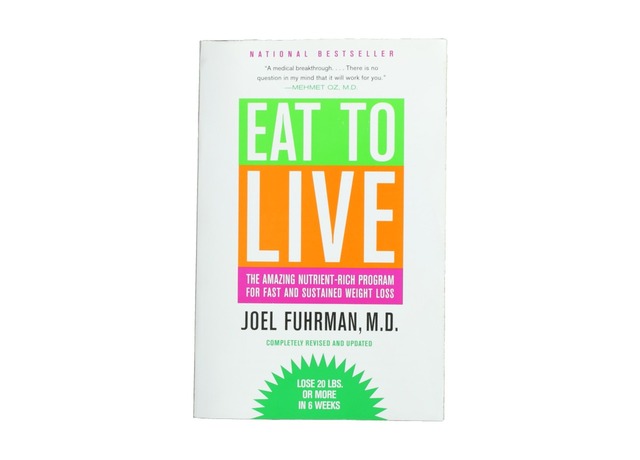 NATIONAL BESTSELLER
"A medical breakthrough. . . . There is no
question in my mind that it will work for you."
—MEHMET OZ, M.D.
EAT TO
LIVE
THE AMAZING NUTRIENT-RICH PROGRAM
FOR FAST AND SUSTAINED WEIGHT LOSS
JOEL FUHRMAN, M.D.
COMPLETELY REVISED AND UPDATED
LOSE 20 LBS.
OR MORE
IN 6 WEEKS